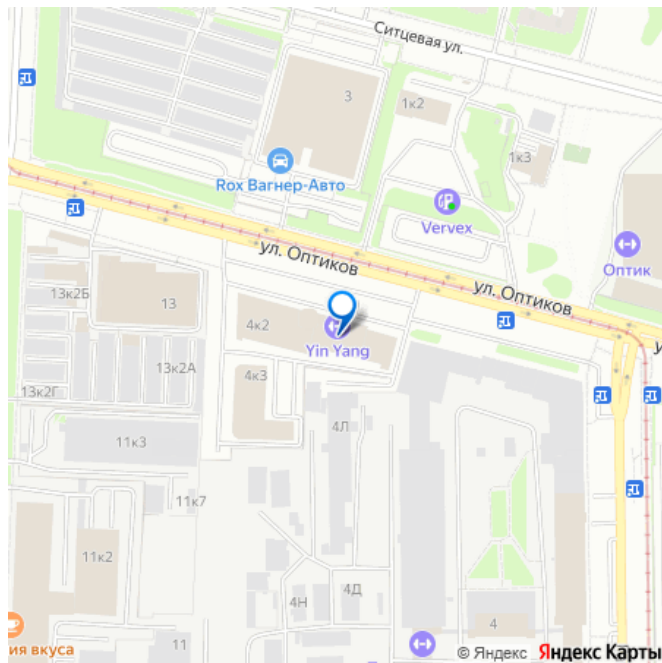 Ситцевая ул.
3
1к2
1к3
Rox Вагнер-Авто
Vervex
ул. Оптиков
Оптик
ул. Оптиков
13к2Б
13
4к2
Yin Yang
13к2А
4к3
13к2Г
11к3
4Л
11к7
11к2
4Н
4Д
4
ия вкуса
11
© Яндекс Яндекс Карты